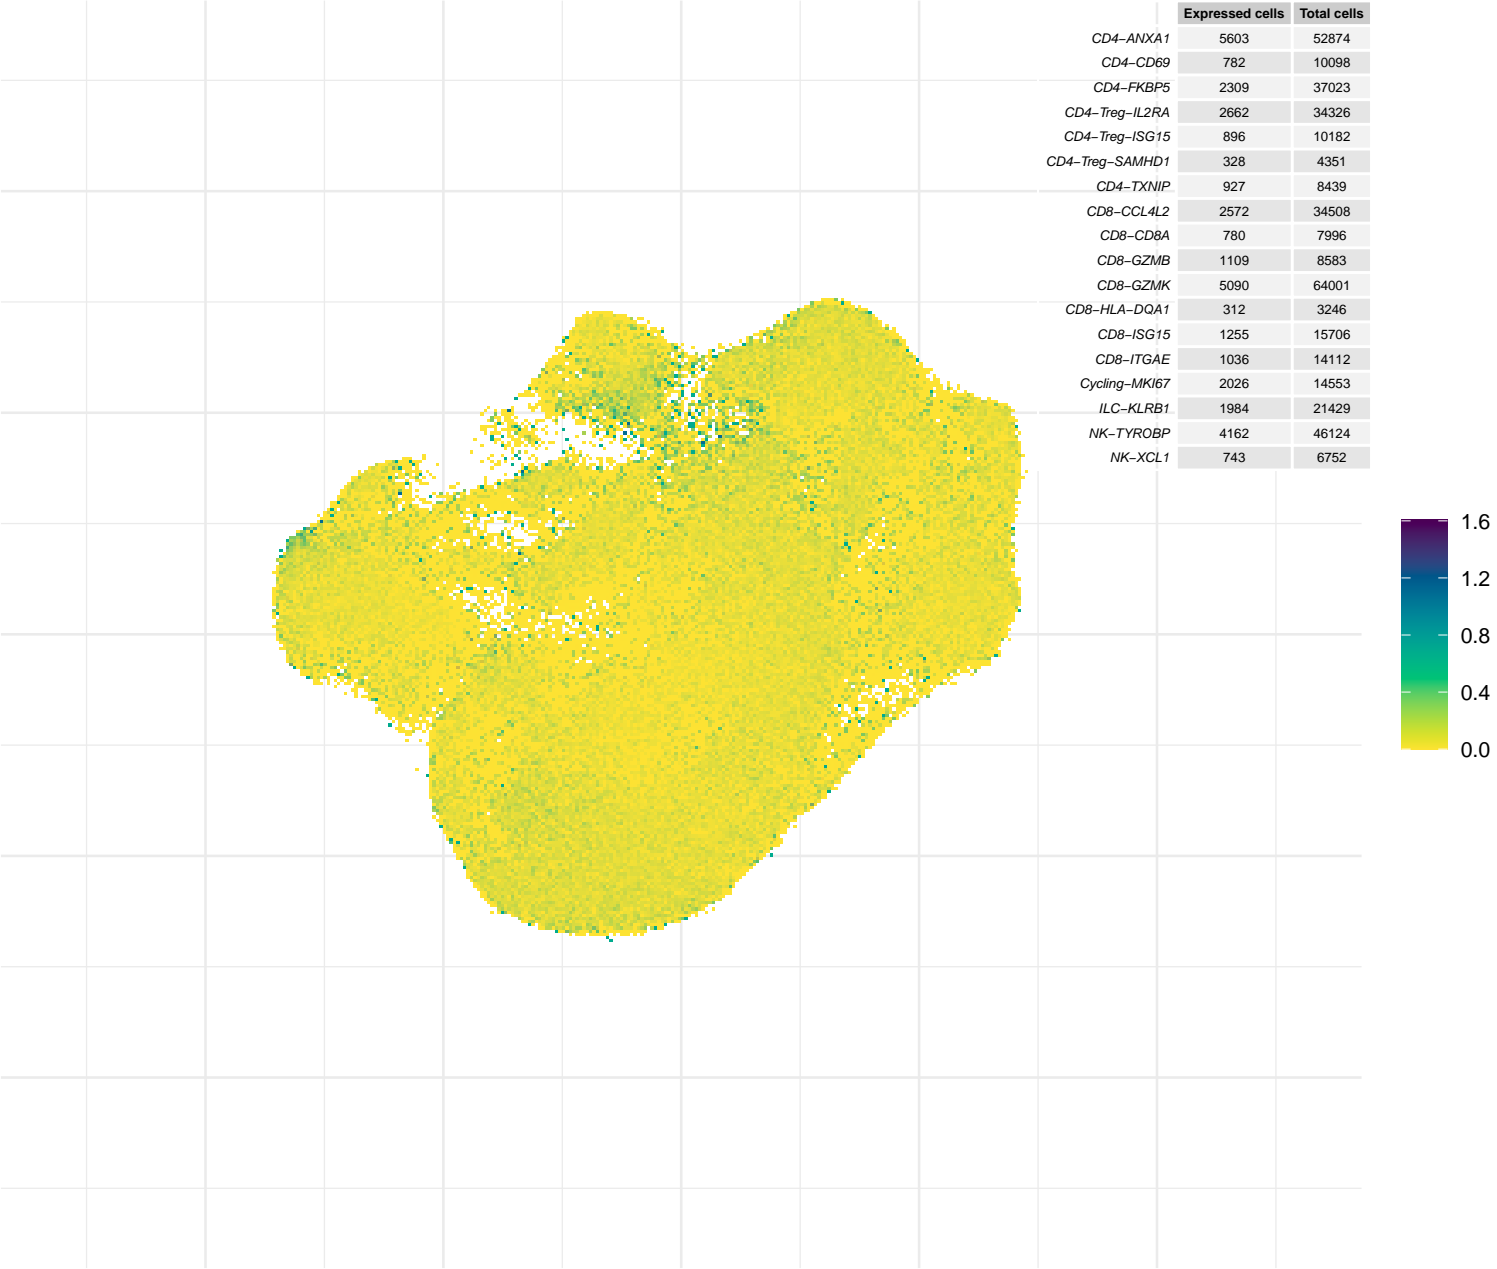 Expressed cells Total cells
CD4−ANXA1 5603 52874
CD4−CD69 782 10098
CD4−FKBP5 2309 37023
CD4−Treg−IL2RA 2662 34326
CD4−Treg−ISG15 896 10182
CD4−Treg−SAMHD1 328 4351
CD4−TXNIP 927 8439
CD8−CCL4L2 2572 34508
CD8−CD8A 780 7996
CD8−GZMB 1109 8583
CD8−GZMK 5090 64001
CD8−HLA−DQA1 312 3246
CD8−ISG15 1255 15706
CD8−ITGAE 1036 14112
Cycling−MKI67 2026 14553
ILC−KLRB1 1984 21429
NK−TYROBP 4162 46124
NK−XCL1 743 6752
1.6
1.2
0.8
0.4
0.0